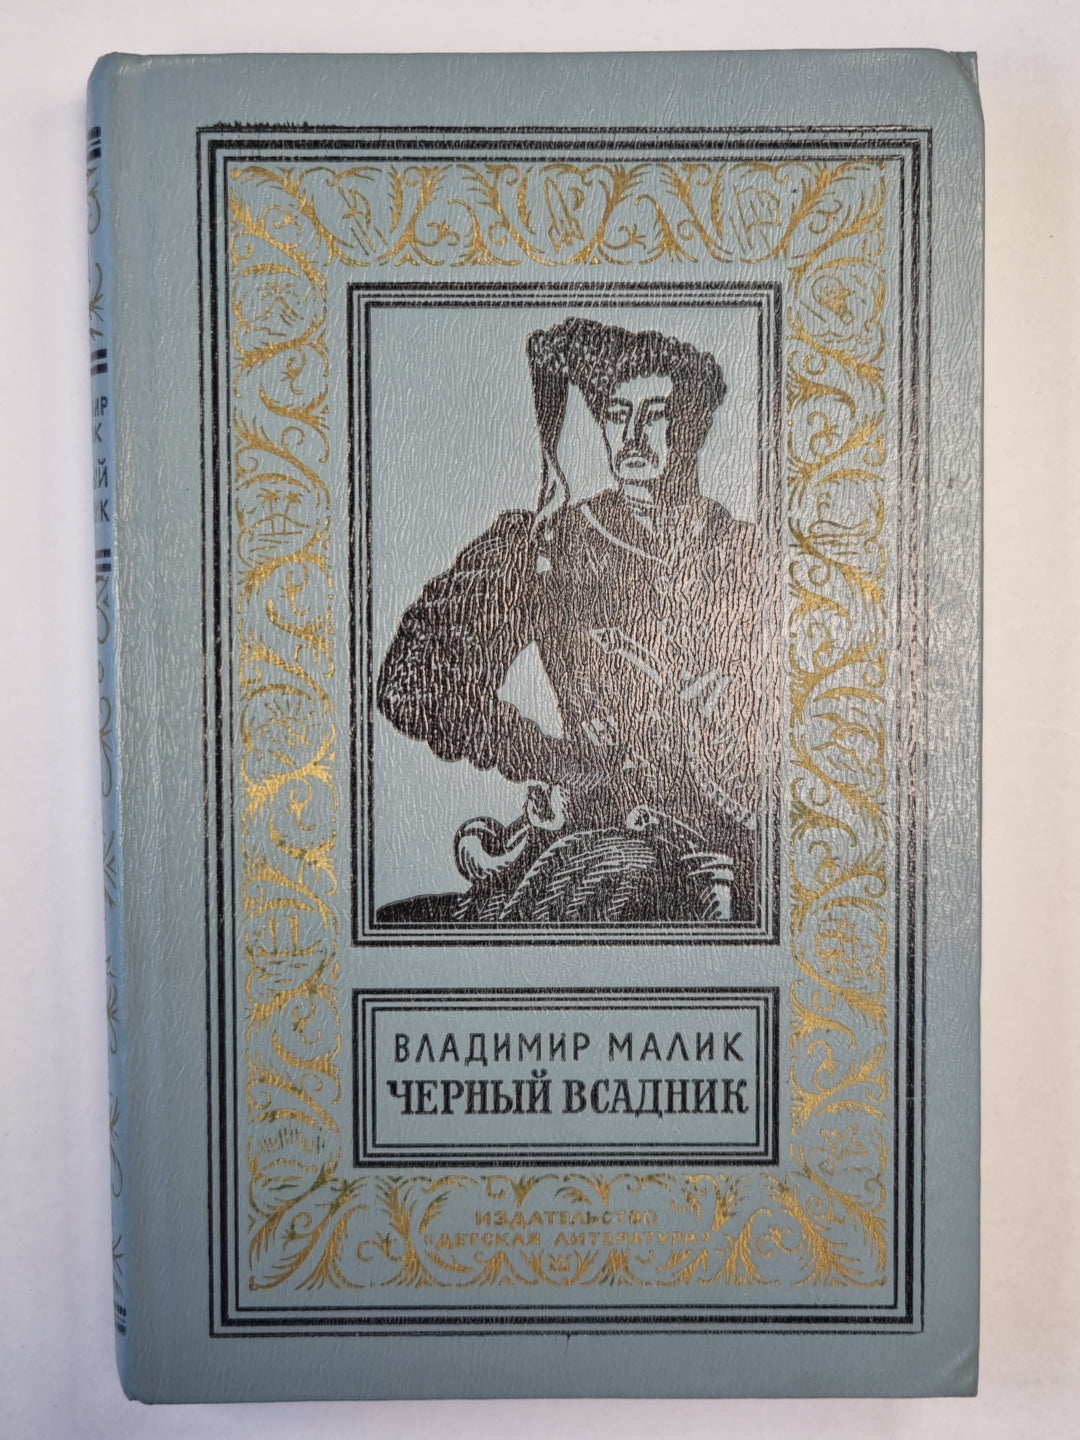 ВЛАДИМИР МАЛИК
ЧЕРНЫЙ ВСАДНИК
ИЗДАТЕЛЬСТВО
«ДЕТСКАЯ ЛИТЕРАТУРА»